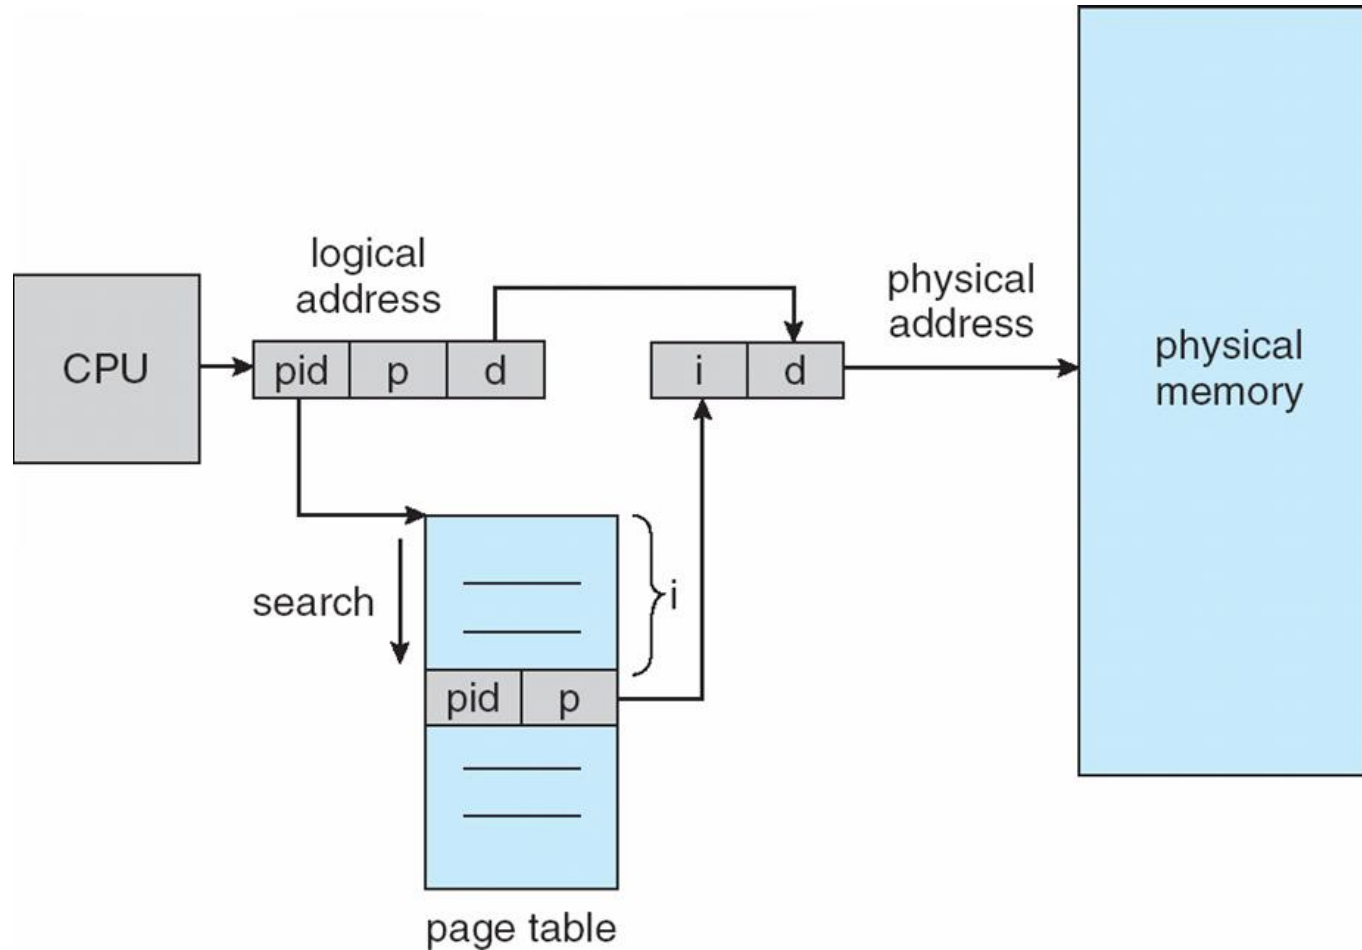 logical
address
physical
address
CPU
pid
p
d
i
d
physical
memory
search
i
pid
p
page table